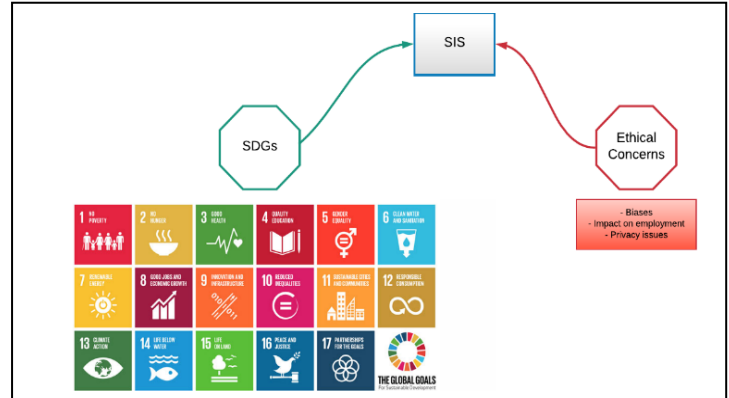 SIS
SDGs
Ethical
Concerns
- Biases
- Impact on employment
- Privacy issues
1 NO
POVERTY
2 NO
HUNGER
3 GOOD
HEALTH
4 QUALITY
EDUCATION
5 GENDER
EQUALITY
6 CLEAN WATER
AND SANITATION
7 RENEWABLE
ENERGY
8 GOOD JOBS AND
ECONOMIC GROWTH
9 INNOVATION AND
INFRASTRUCTURE
10 REDUCED
INEQUALITIES
11 SUSTAINABLE CITIES
AND COMMUNITIES
12 RESPONSIBLE
CONSUMPTION
13 CLIMATE
ACTION
14 LIFE BELOW
WATER
15 LIFE
ON LAND
16 PEACE AND
JUSTICE
17 PARTNERSHIPS
FOR THE GOALS
THE GLOBAL GOALS
For Sustainable Development